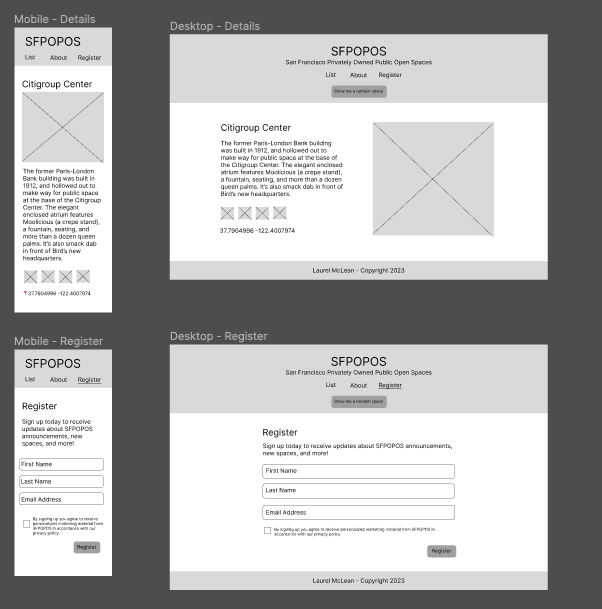 Mobile - Details
SFPOPOS
List About Register
Citigroup Center
The former Paris-London
Bank building was built in
1912, and hollowed out to
make way for public space
at the base of the Citigroup
Center. The elegant
enclosed atrium features
Moolicious (a crepe stand),
a fountain, seating, and
more than a dozen queen
palms. It's also smack dab
in front of Bird's new
headquarters.
37.7904996 -122.4007974
Desktop - Details
SFPOPOS
San Francisco Privately Owned Public Open Spaces
List About Register
Show me a random space
Citigroup Center
The former Paris-London Bank building
was built in 1912, and hollowed out to
make way for public space at the base of
the Citigroup Center. The elegant enclosed
atrium features Moolicious (a crepe stand),
a fountain, seating, and more than a dozen
queen palms. It's also smack dab in front of
Bird's new headquarters.
37.7904996 -122.4007974
Laurel McLean - Copyright 2023
Mobile - Register
SFPOPOS
List About Register
Register
Sign up today to receive
updates about SFPOPOS
announcements, new
spaces, and more!
First Name
Last Name
Email Address
By signing up you agree to receive
personalized marketing material from
SFPOPOS in accordance with our
privacy policy.
Register
Desktop - Register
SFPOPOS
San Francisco Privately Owned Public Open Spaces
List About Register
Show me a random space
Register
Sign up today to receive updates about SFPOPOS announcements,
new spaces, and more!
First Name
Last Name
Email Address
By signing up you agree to receive personalized marketing material from SFPOPOS in
accordance with our privacy policy.
Register
Laurel McLean - Copyright 2023